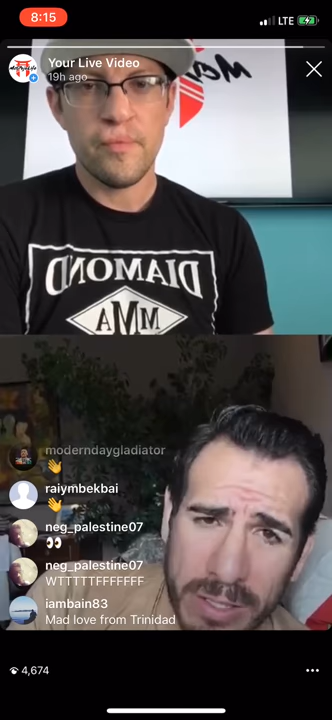 8:15
LTE
Your Live Video
19h ago
DIAMOND
MMA
moderndaygladiator
👋
raiymbekbai
👋
neg_palestine07
👀
neg_palestine07
WTTTTTFFFFFFF
iambain83
Mad love from Trinidad
4,674